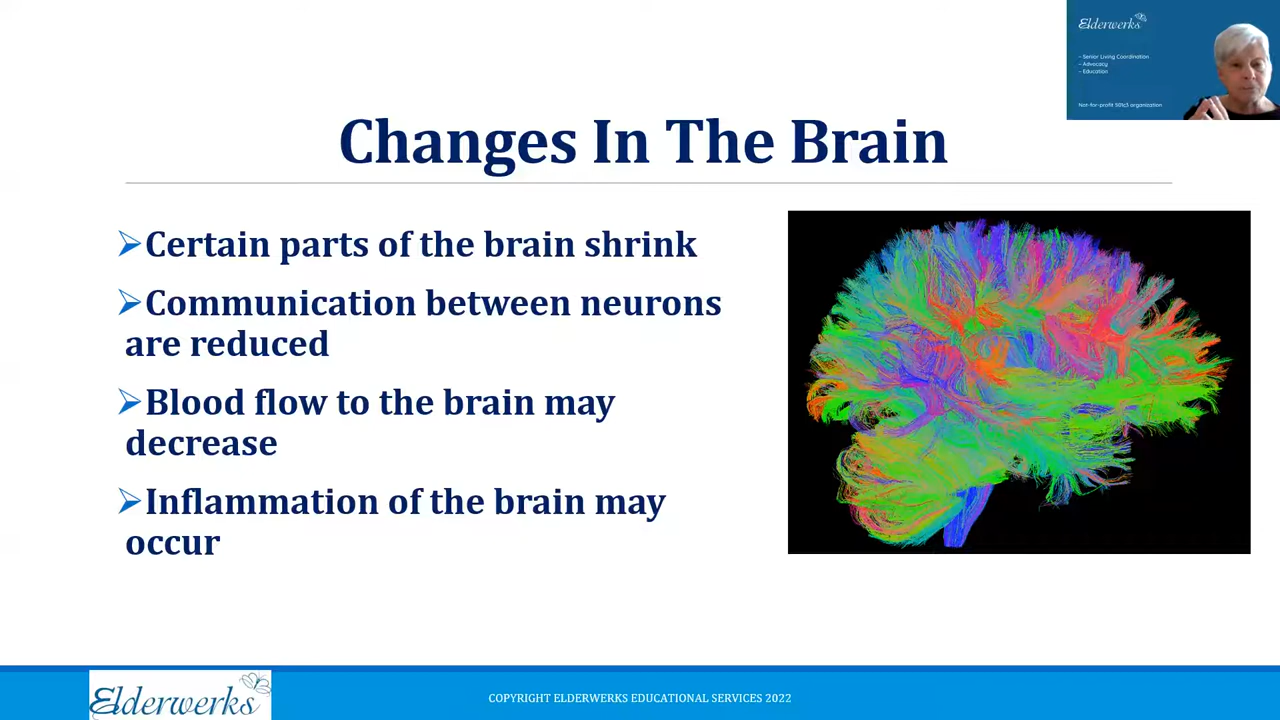 Elderwerks
- Senior Living Coordination
- Advocacy
- Education
Not-for-profit 501c3 organization
Changes In The Brain
Certain parts of the brain shrink
Communication between neurons
are reduced
Blood flow to the brain may
decrease
Inflammation of the brain may
occur
Elderwerks
COPYRIGHT ELDERWERKS EDUCATIONAL SERVICES 2022